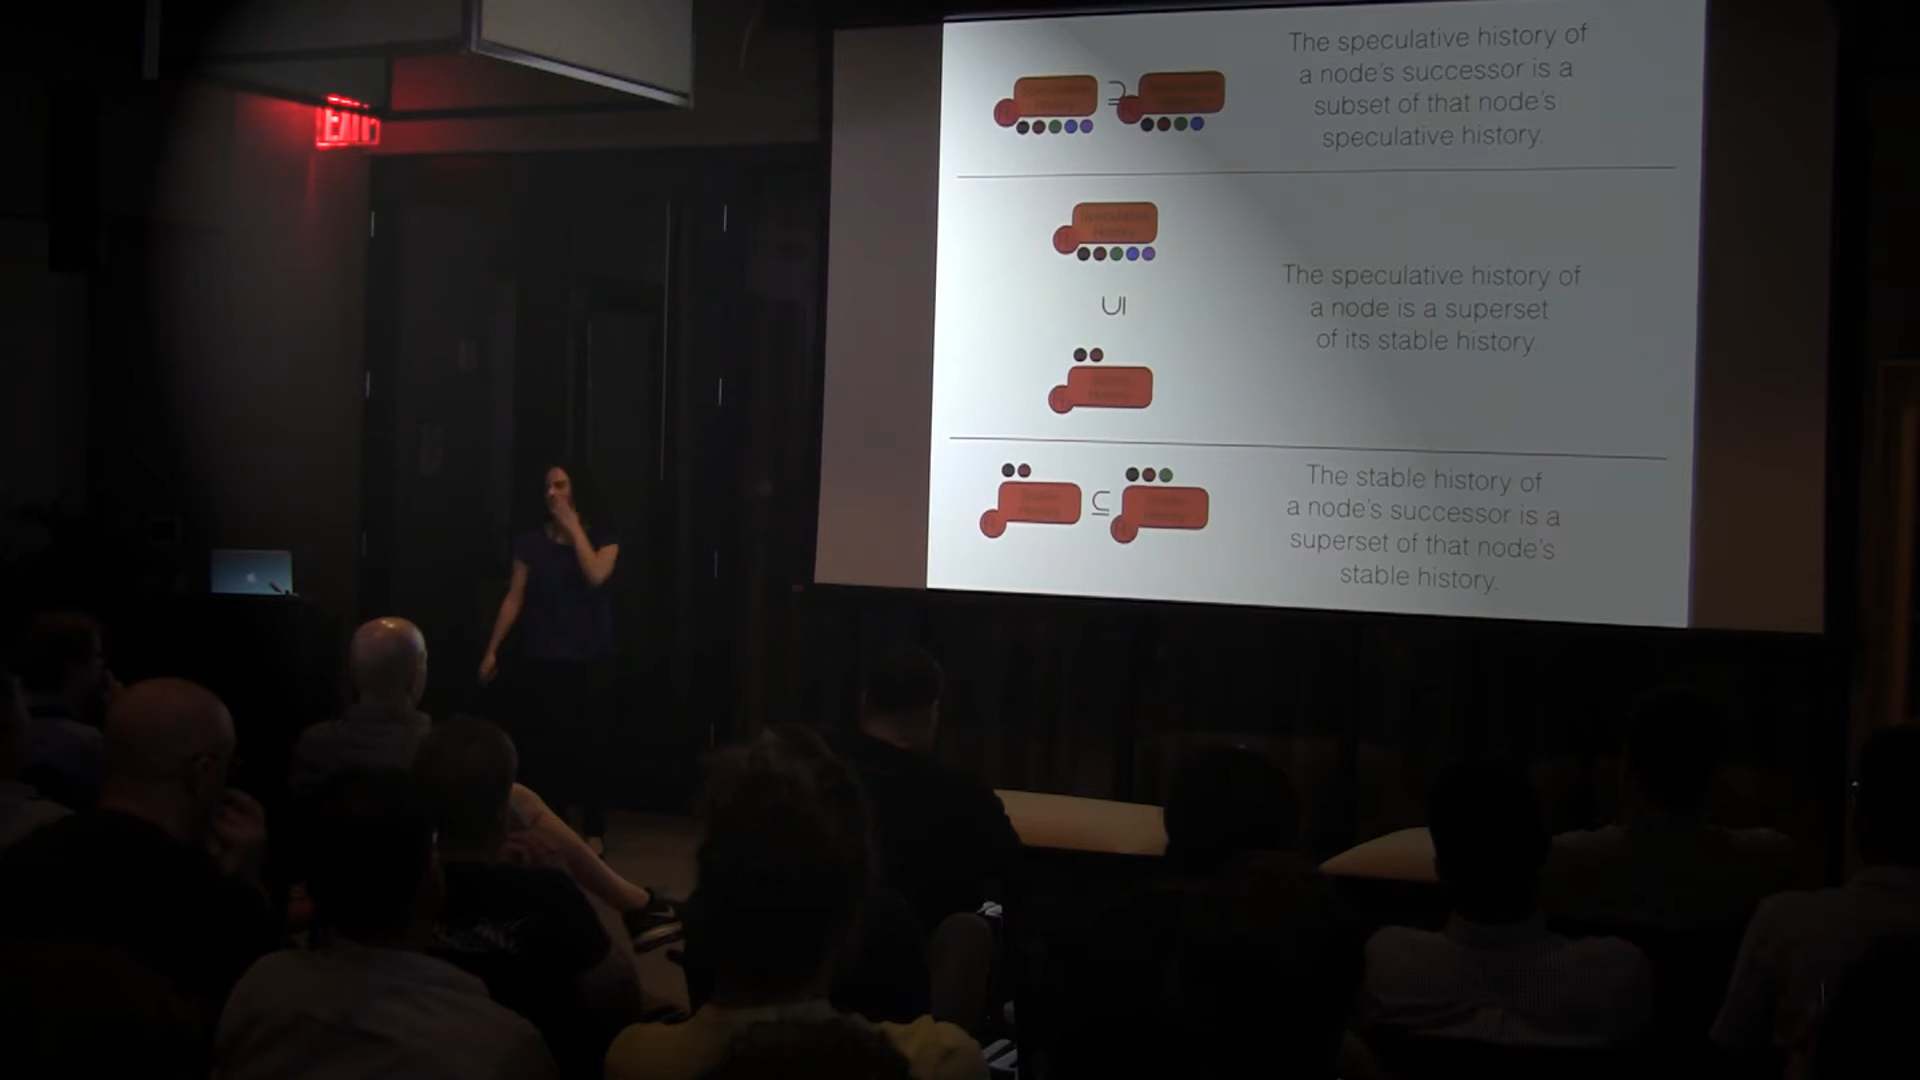 EXIT
The speculative history of
a node's successor is a
subset of that node's
speculative history.
⊇
Speculative
History
The speculative history of
a node is a superset
of its stable history
⊆
The stable history of
a node's successor is a
superset of that node's
stable history.